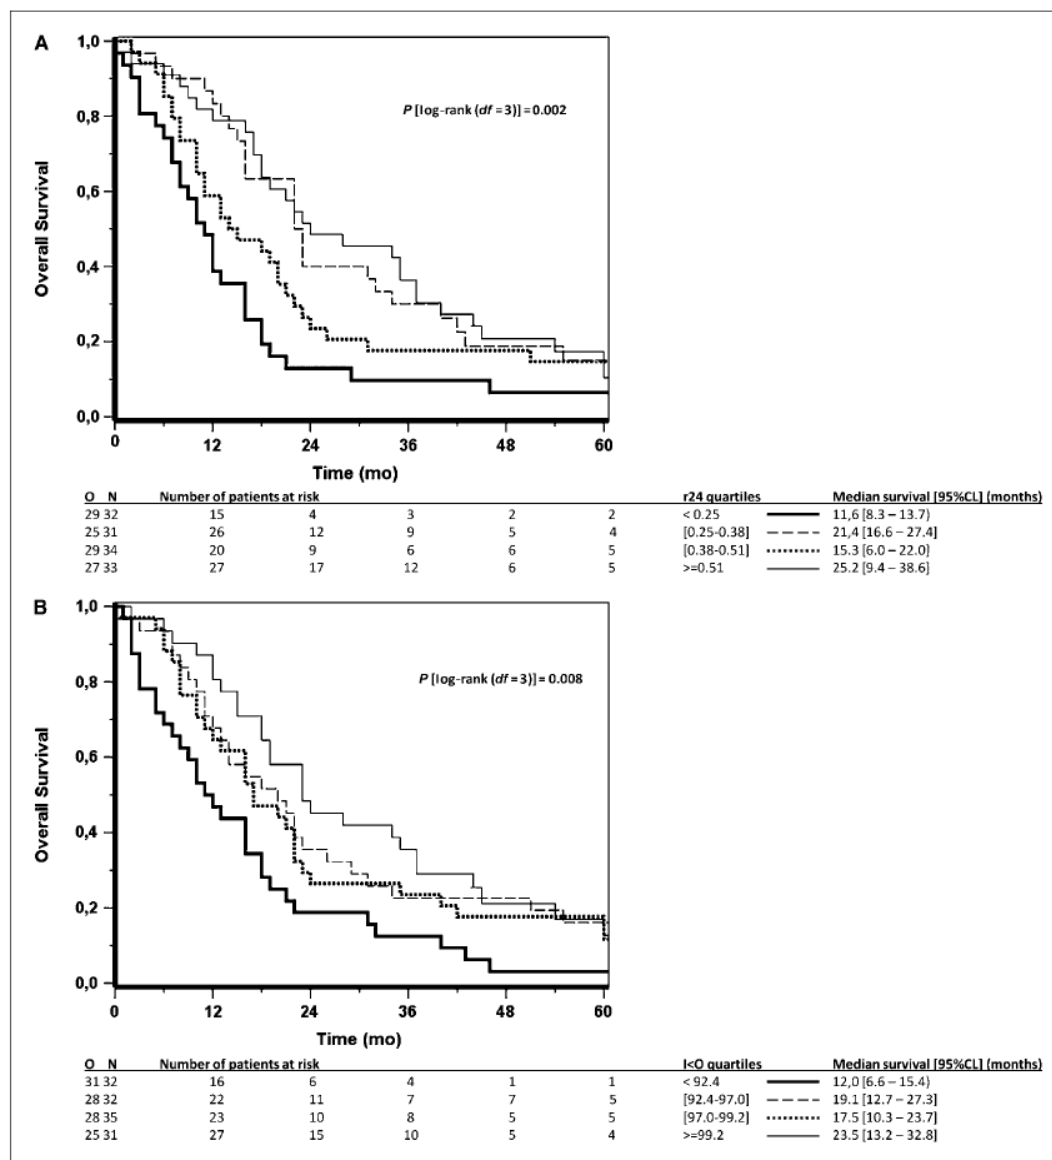 A
1,0
P [log-rank (df = 3)] = 0.002
0,8
0,6
0,4
0,2
0,0
Overall Survival
0 12 24 36 48 60
Time (mo)
O N Number of patients at risk r24 quartiles Median survival [95%CL] (months)
29 32 15 4 3 2 2 < 0.25 11,6 [8.3 – 13.7)
25 31 26 12 9 5 4 [0.25-0.38] 21,4 [16.6 – 27.4]
29 34 20 9 6 6 5 [0.38-0.51] 15.3 [6.0 – 22.0]
27 33 27 17 12 6 5 >=0.51 25.2 [9.4 – 38.6]
B
1,0
P [log-rank (df = 3)] = 0.008
0,8
0,6
0,4
0,2
0,0
Overall Survival
0 12 24 36 48 60
Time (mo)
O N Number of patients at risk I<O quartiles Median survival [95%CL] (months)
31 32 16 6 4 1 1 < 92.4 12,0 [6.6 – 15.4)
28 32 22 11 7 7 5 [92.4-97.0] 19.1 [12.7 – 27.3]
28 35 23 10 8 5 5 [97.0-99.2] 17.5 [10.3 – 23.7]
25 31 27 15 10 5 4 >=99.2 23.5 [13.2 – 32.8]